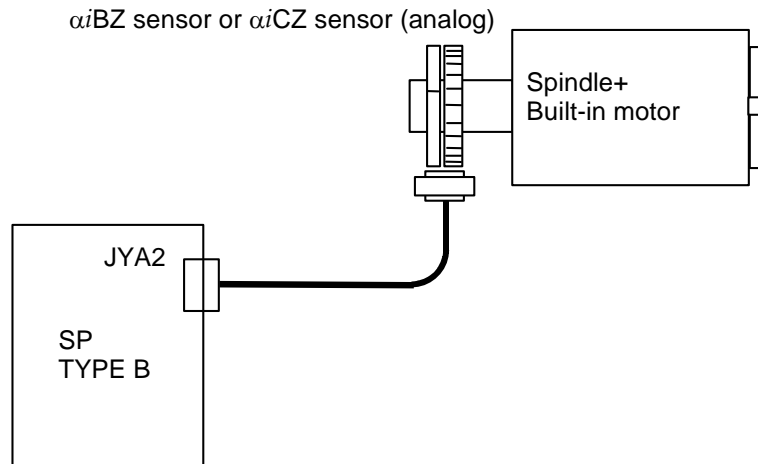 αiBZ sensor or αiCZ sensor (analog)
Spindle+
Built-in motor
JYA2
SP
TYPE B